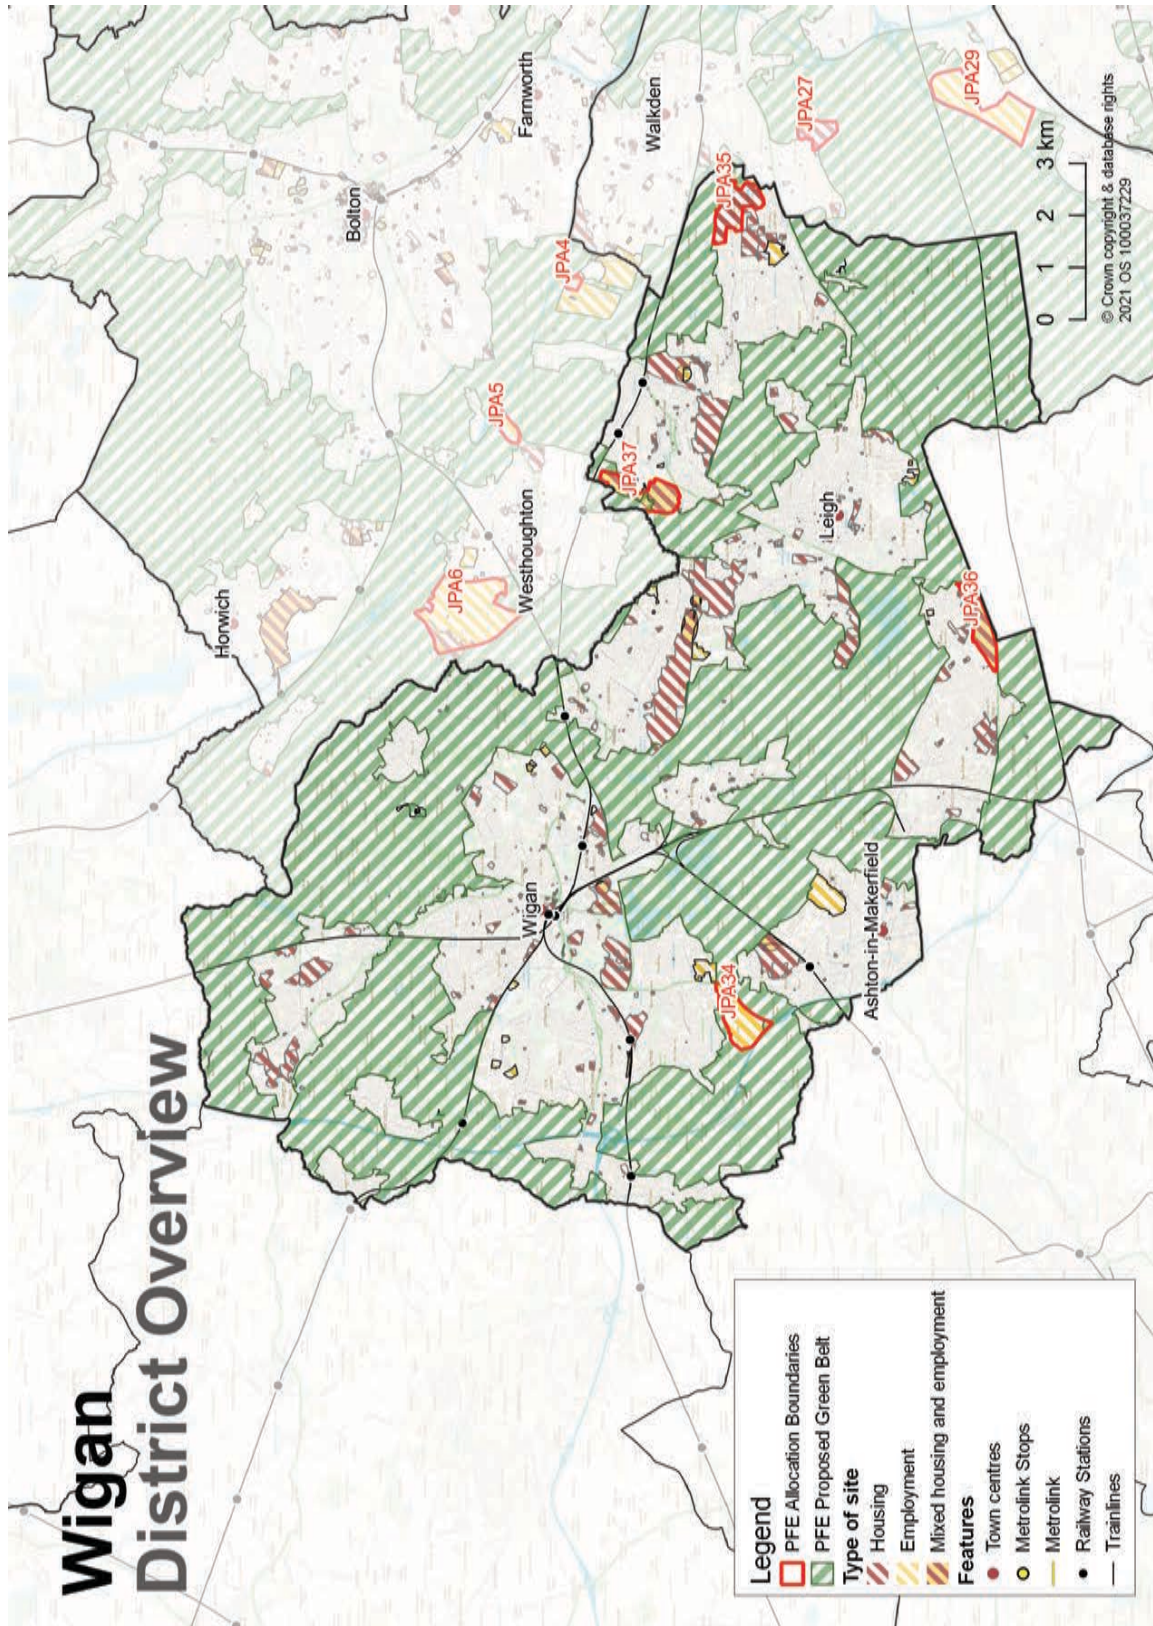 Wigan
District Overview
Horwich
Bolton
Farnworth
JPA6
JPA5
JPA4
Westhoughton
Walkden
JPA37
JPA35
JPA27
JPA29
Wigan
Leigh
JPA34
JPA36
Ashton-in-Makerfield
Legend
PFE Allocation Boundaries
PFE Proposed Green Belt
Type of site
Housing
Employment
Mixed housing and employment
Features
Town centres
Metrolink Stops
Metrolink
Railway Stations
Trainlines
0 1 2 3 km
© Crown copyright & database rights
2021 OS 100037229